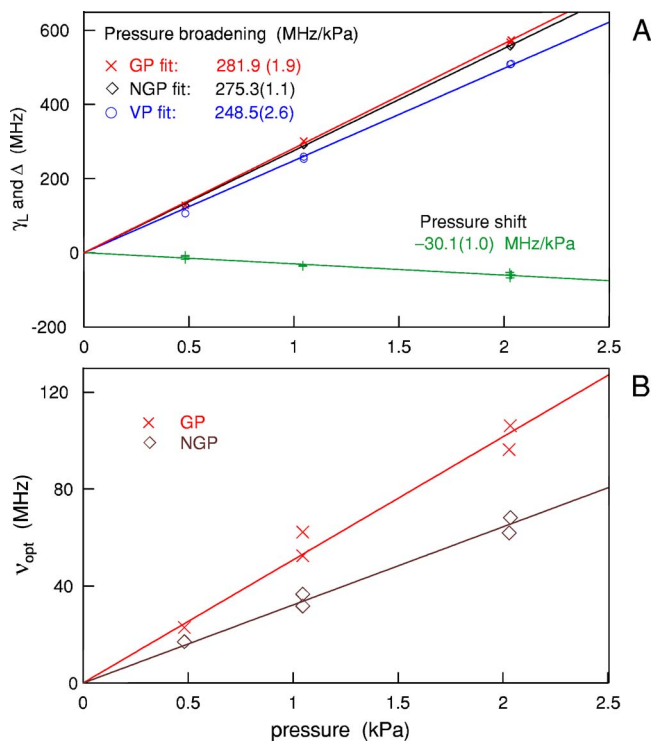 600
400
200
0
-200
γL and Δ (MHz)
A
Pressure broadening (MHz/kPa)
GP fit: 281.9 (1.9)
NGP fit: 275.3(1.1)
VP fit: 248.5(2.6)
Pressure shift
−30.1(1.0) MHz/kPa
0 0.5 1 1.5 2 2.5
120
80
40
0
νopt (MHz)
B
GP
NGP
0 0.5 1 1.5 2 2.5
pressure (kPa)